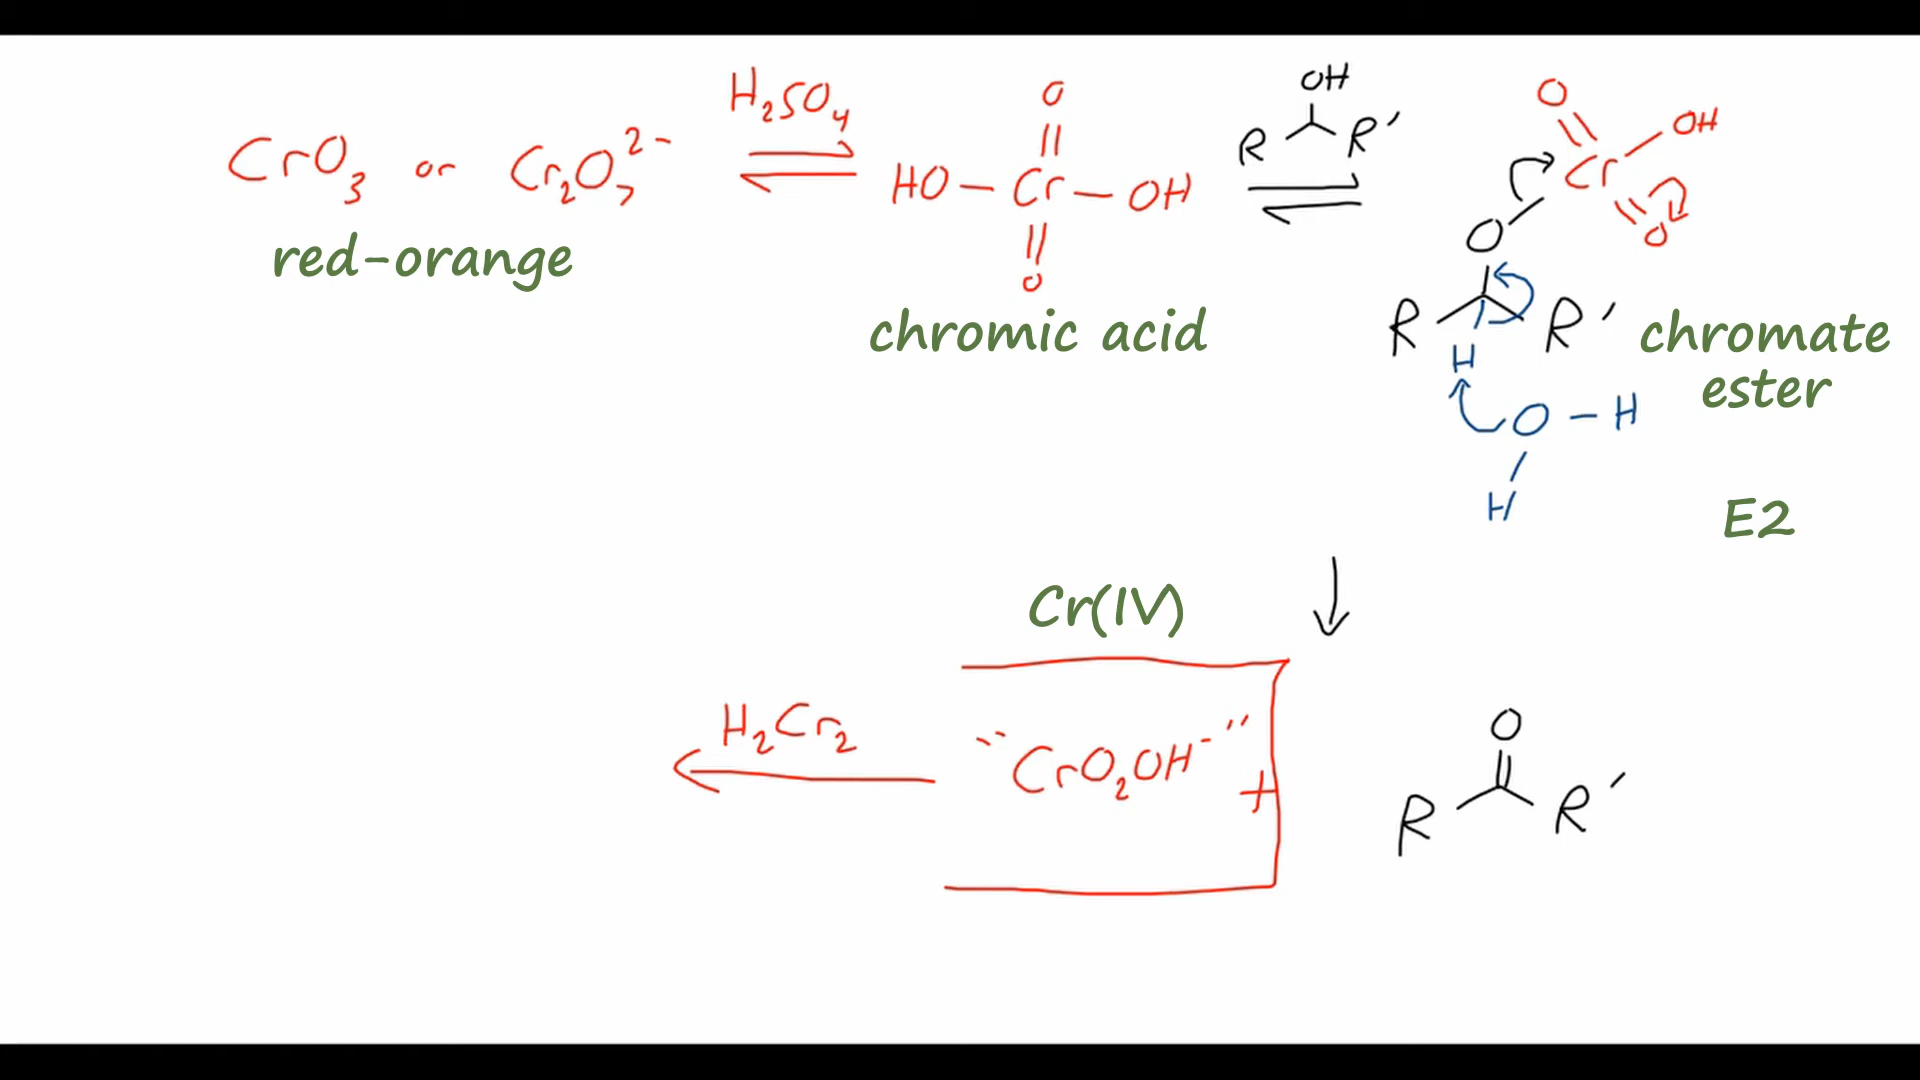 CrO3 or Cr2O7 2-
H2SO4
red-orange
O
HO - Cr - OH
O
chromic acid
OH
R R'
O
OH
Cr
O
O
R R'
H
chromate
ester
O - H
H
E2
Cr(IV)
H2Cr2
"CrO2OH-" +
O
R R'